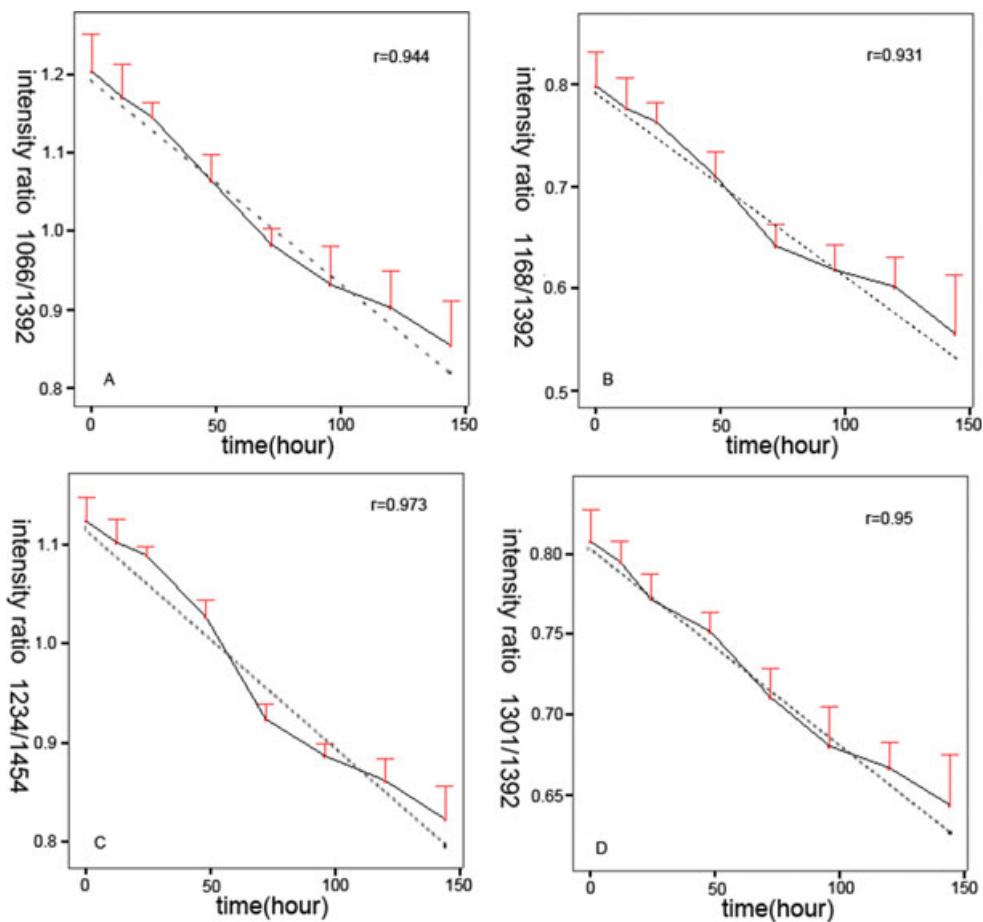 r=0.944
intensity ratio 1066/1392
1.2
1.1
1.0
0.9
0.8
A
0 50 100 150
time(hour)
r=0.931
intensity ratio 1168/1392
0.8
0.7
0.6
0.5
B
0 50 100 150
time(hour)
r=0.973
intensity ratio 1234/1454
1.1
1.0
0.9
0.8
C
0 50 100 150
time(hour)
r=0.95
intensity ratio 1301/1392
0.80
0.75
0.70
0.65
D
0 50 100 150
time(hour)